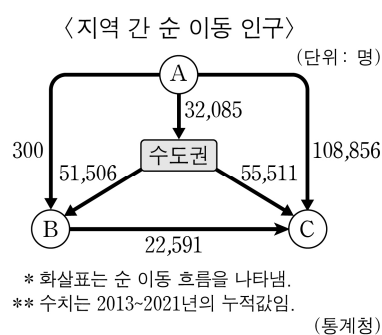 〈지역 간 순 이동 인구〉
(단위 : 명)
A
32,085
300
수도권
108,856
51,506
55,511
B
C
22,591
* 화살표는 순 이동 흐름을 나타냄.
** 수치는 2013~2021년의 누적값임.
(통계청)